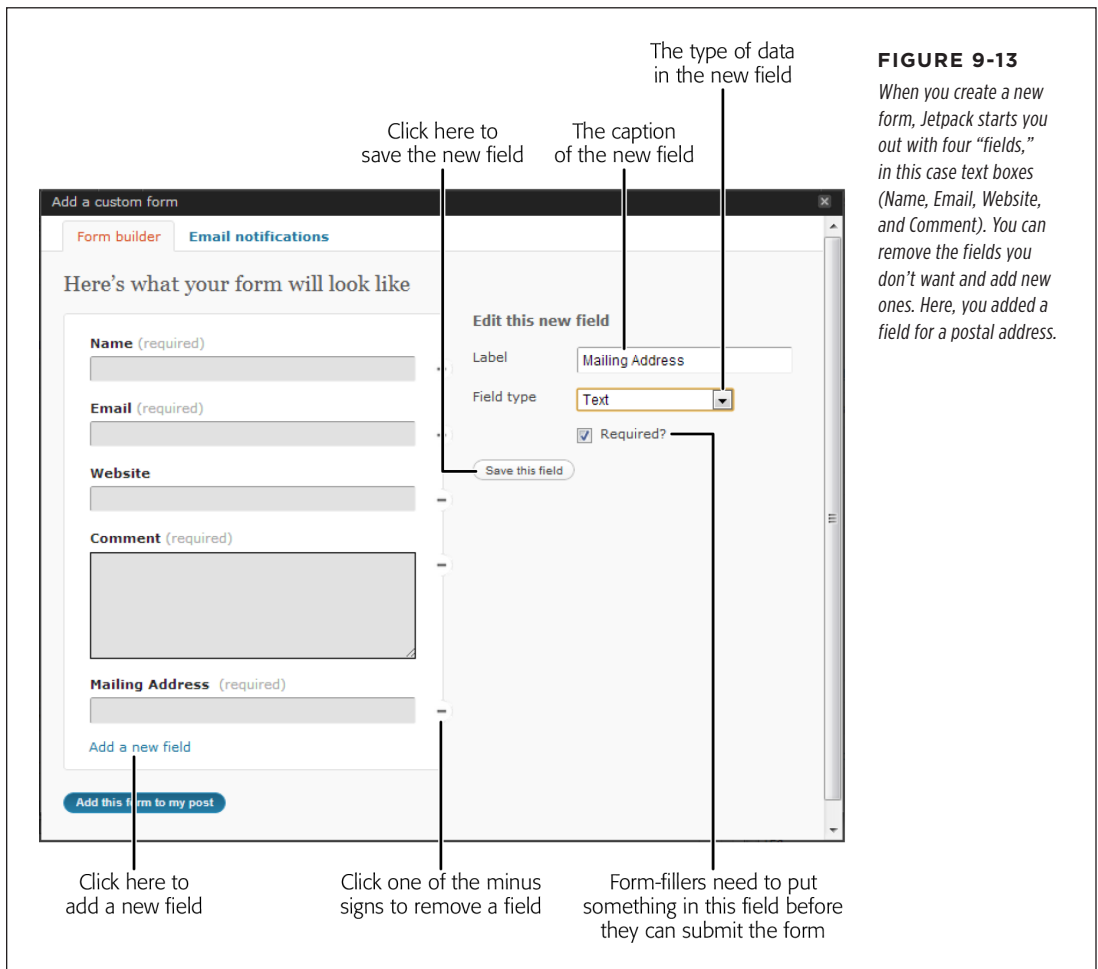 The type of data
in the new field
Click here to
save the new field
The caption
of the new field
FIGURE 9-13
When you create a new
form, Jetpack starts you
out with four “fields,”
in this case text boxes
(Name, Email, Website,
and Comment). You can
remove the fields you
don’t want and add new
ones. Here, you added a
field for a postal address.
Add a custom form
Form builder
Email notifications
Here’s what your form will look like
Name (required)
Email (required)
Website
Comment (required)
Mailing Address (required)
Add a new field
Add this form to my post
Edit this new field
Label
Mailing Address
Field type
Text
Required?
Save this field
Click here to
add a new field
Click one of the minus
signs to remove a field
Form-fillers need to put
something in this field before
they can submit the form